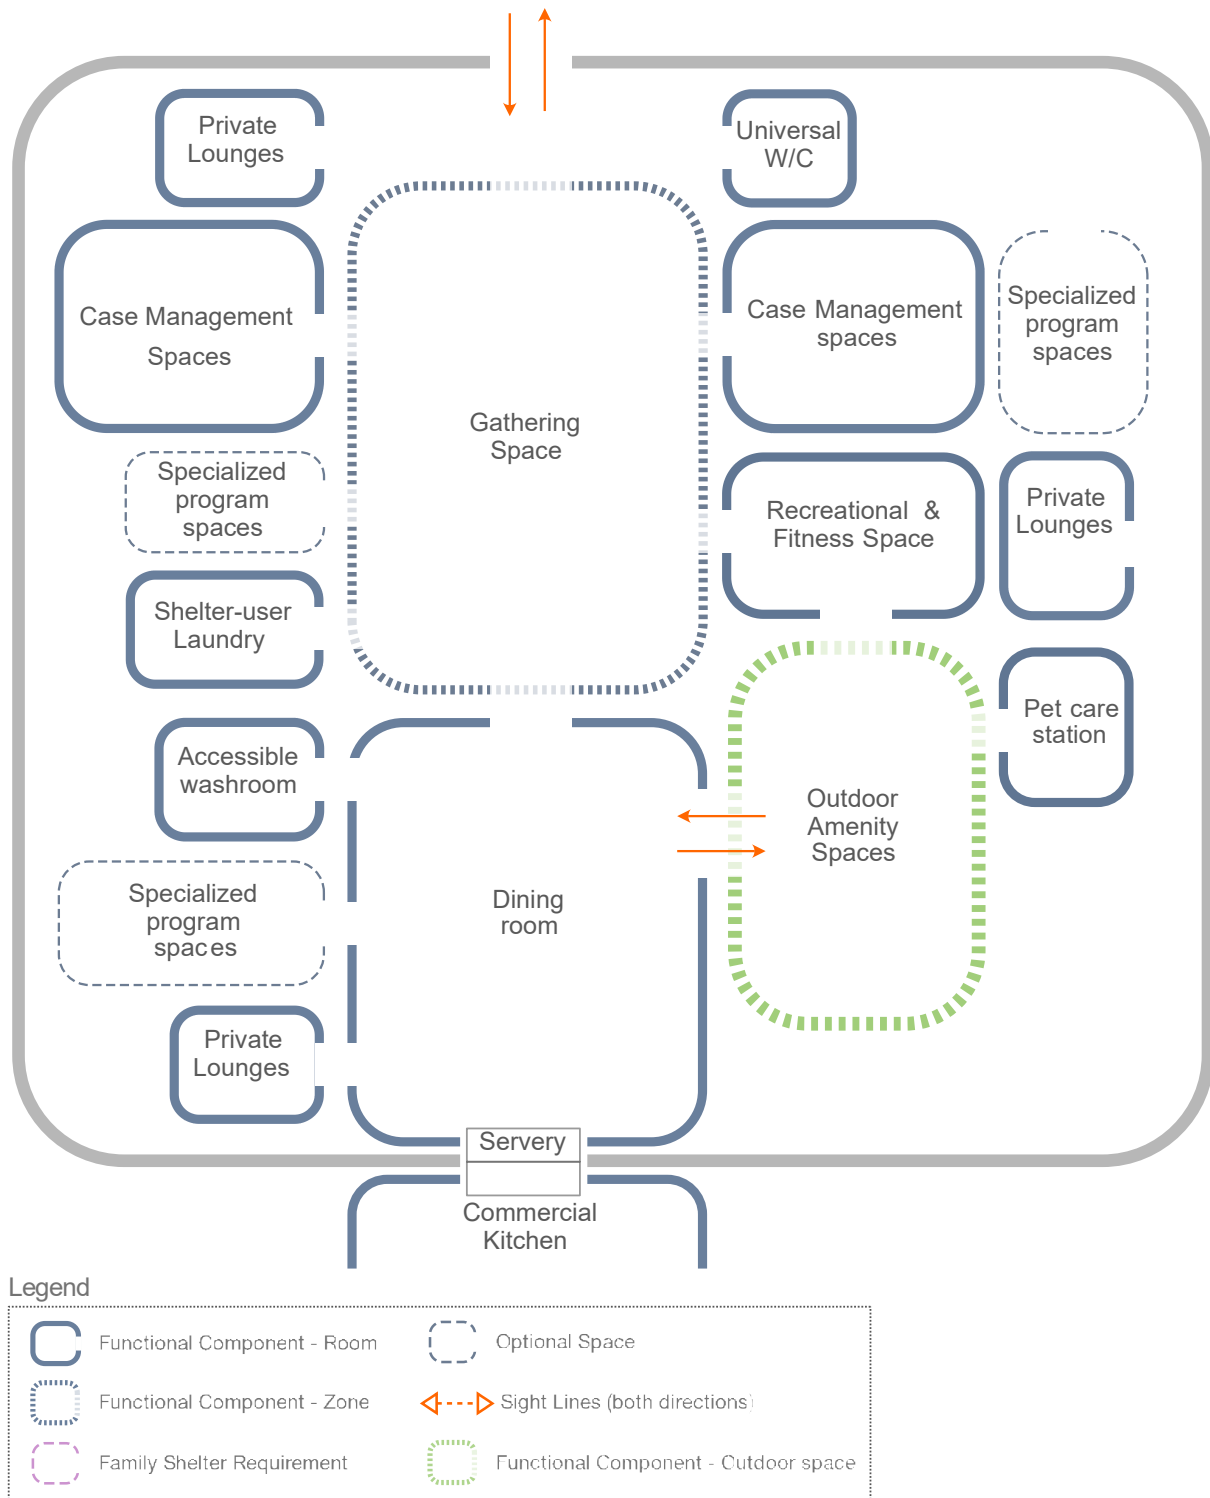 Private
Lounges
Universal
W/C
Case Management
Spaces
Case Management
spaces
Specialized
program
spaces
Gathering
Space
Specialized
program
spaces
Recreational &
Fitness Space
Private
Lounges
Shelter-user
Laundry
Pet care
station
Accessible
washroom
Outdoor
Amenity
Spaces
Specialized
program
spaces
Dining
room
Private
Lounges
Servery
Commercial
Kitchen
Legend
Functional Component - Room
Optional Space
Functional Component - Zone
Sight Lines (both directions)
Family Shelter Requirement
Functional Component - Outdoor space